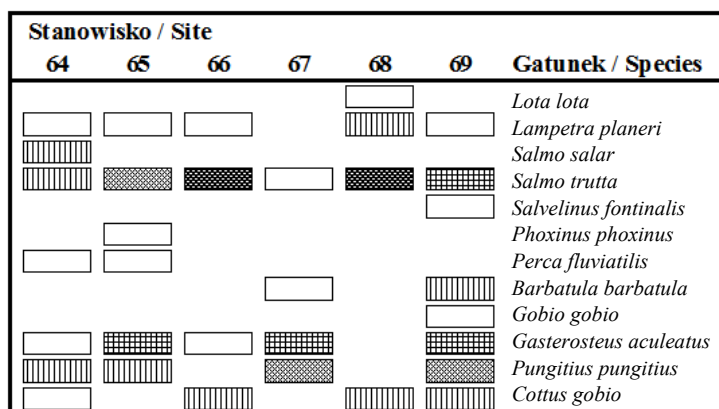 Stanowisko / Site
64 65 66 67 68 69 Gatunek / Species
Lota lota
Lampetra planeri
Salmo salar
Salmo trutta
Salvelinus fontinalis
Phoxinus phoxinus
Perca fluviatilis
Barbatula barbatula
Gobio gobio
Gasterosteus aculeatus
Pungitius pungitius
Cottus gobio